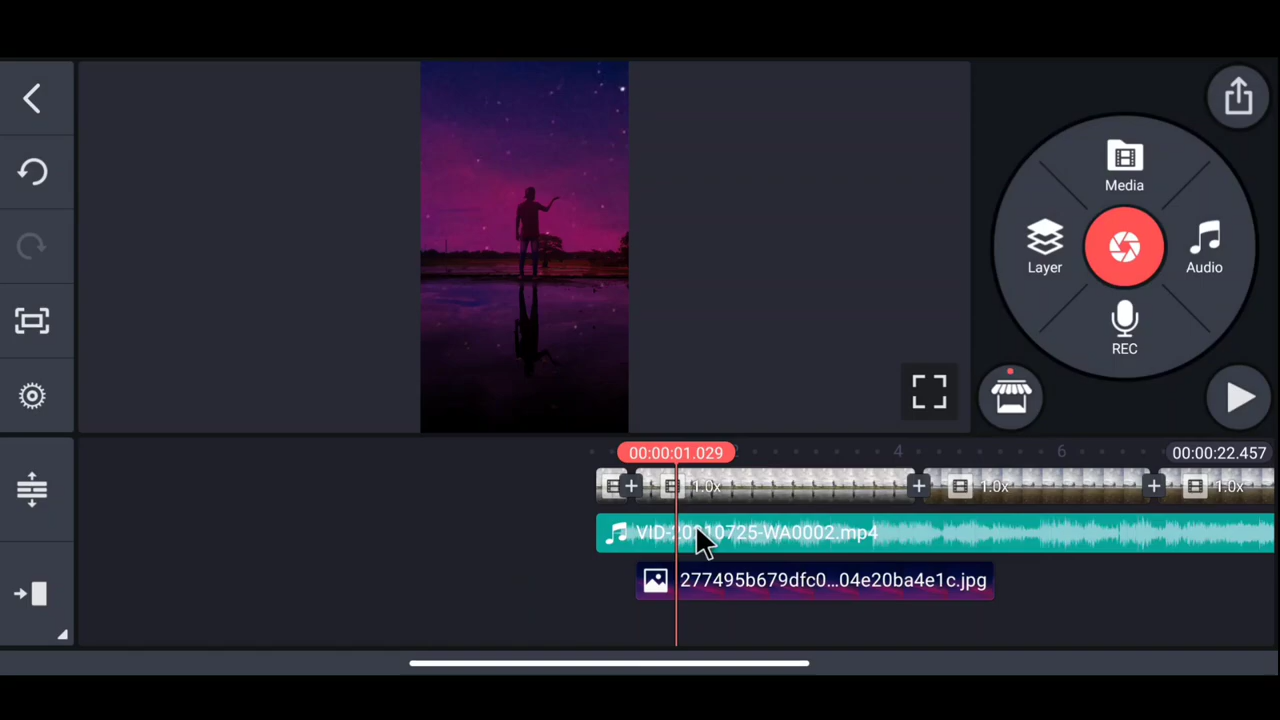 Media
Layer
Audio
REC
00:00:01.029
4
6
00:00:22.457
1.0x
1.0x
1.0x
VID-20210725-WA0002.mp4
277495b679dfc0...04e20ba4e1c.jpg